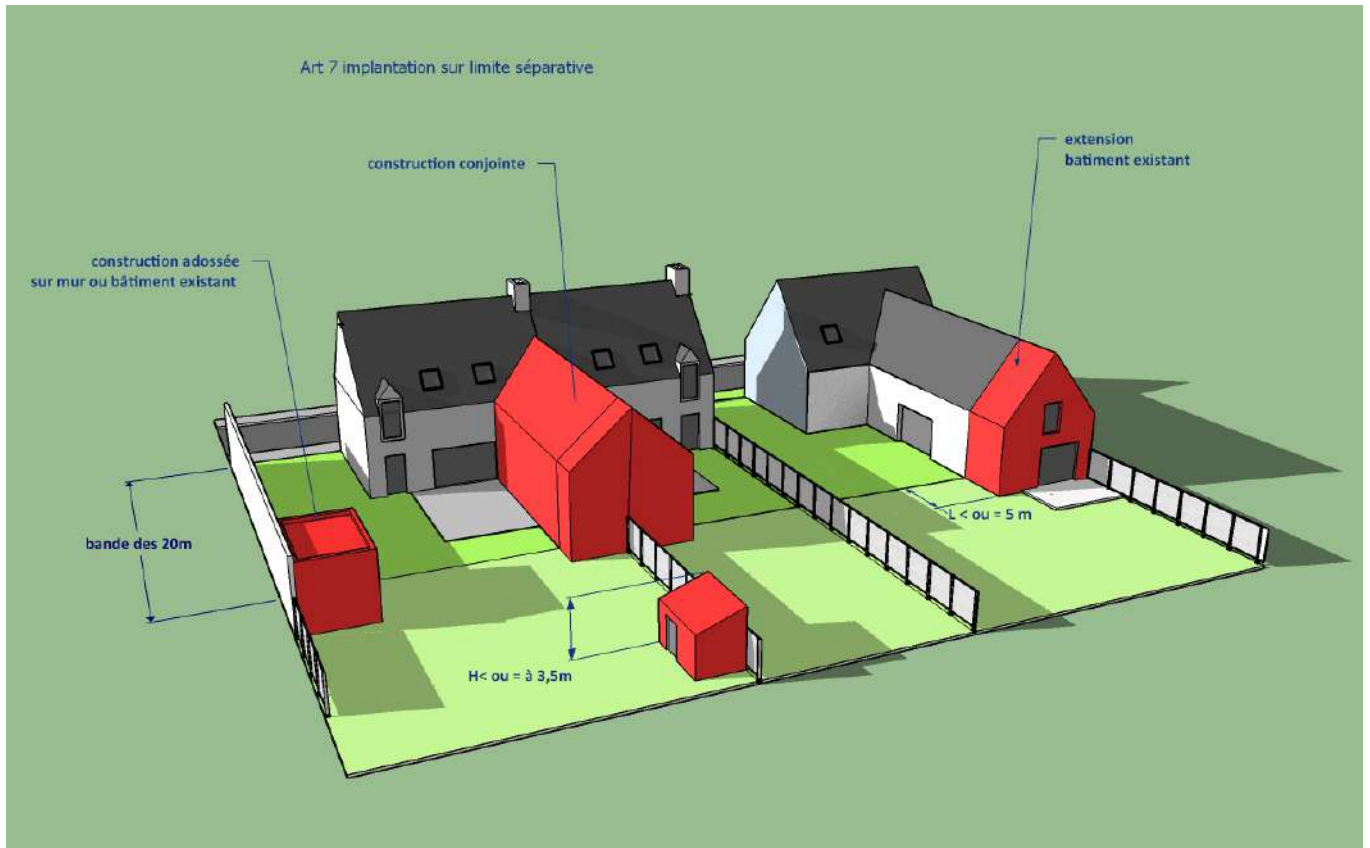 Art 7 implantation sur limite séparative
extension
batiment existant
construction conjointe
construction adossée
sur mur ou bâtiment existant
L < ou = 5 m
bande des 20m
H< ou = à 3,5m